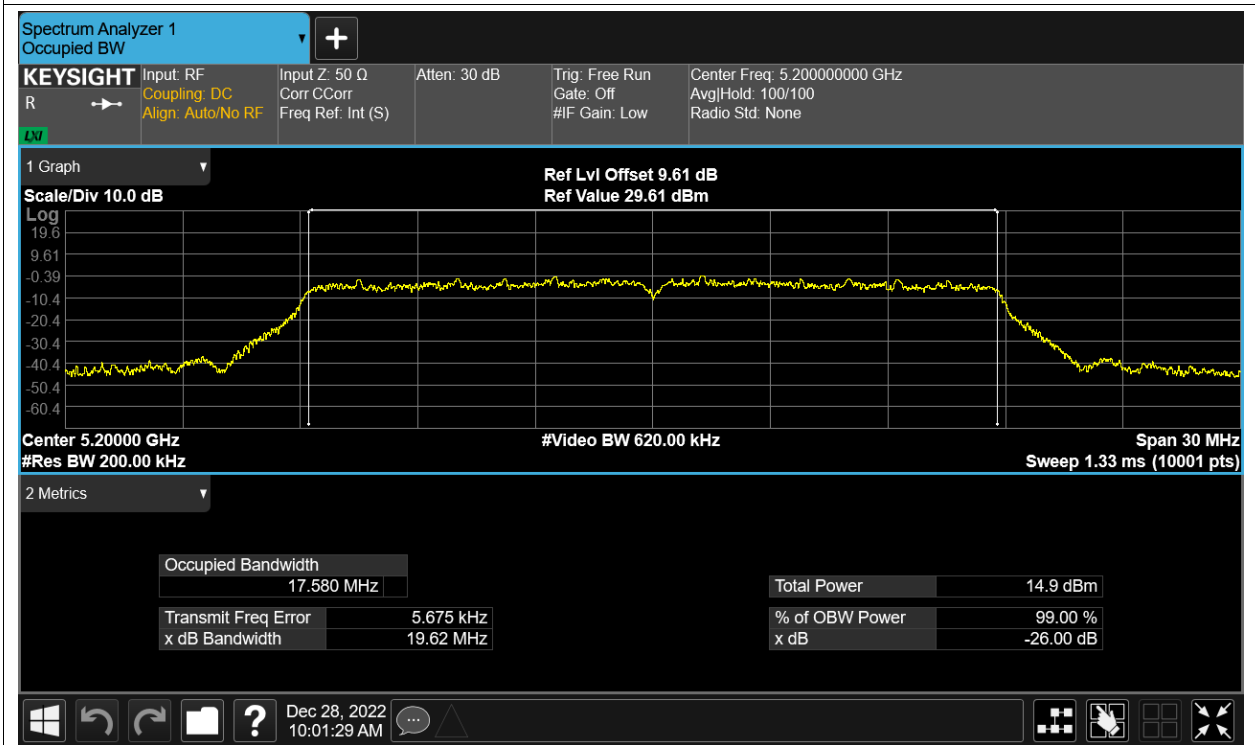 Spectrum Analyzer 1
Occupied BW
KEYSIGHT
R
LXI
Input: RF
Coupling: DC
Align: Auto/No RF
Input Z: 50 Ω
Corr CCorr
Freq Ref: Int (S)
Atten: 30 dB
Trig: Free Run
Gate: Off
#IF Gain: Low
Center Freq: 5.200000000 GHz
Avg|Hold: 100/100
Radio Std: None
1 Graph
Scale/Div 10.0 dB
Ref Lvl Offset 9.61 dB
Ref Value 29.61 dBm
Log
19.6
9.61
-0.39
-10.4
-20.4
-30.4
-40.4
-50.4
-60.4
Center 5.20000 GHz
#Video BW 620.00 kHz
Span 30 MHz
#Res BW 200.00 kHz
Sweep 1.33 ms (10001 pts)
2 Metrics
Occupied Bandwidth
17.580 MHz
Total Power 14.9 dBm
Transmit Freq Error 5.675 kHz
% of OBW Power 99.00 %
x dB Bandwidth 19.62 MHz
x dB -26.00 dB
?
Dec 28, 2022
10:01:29 AM